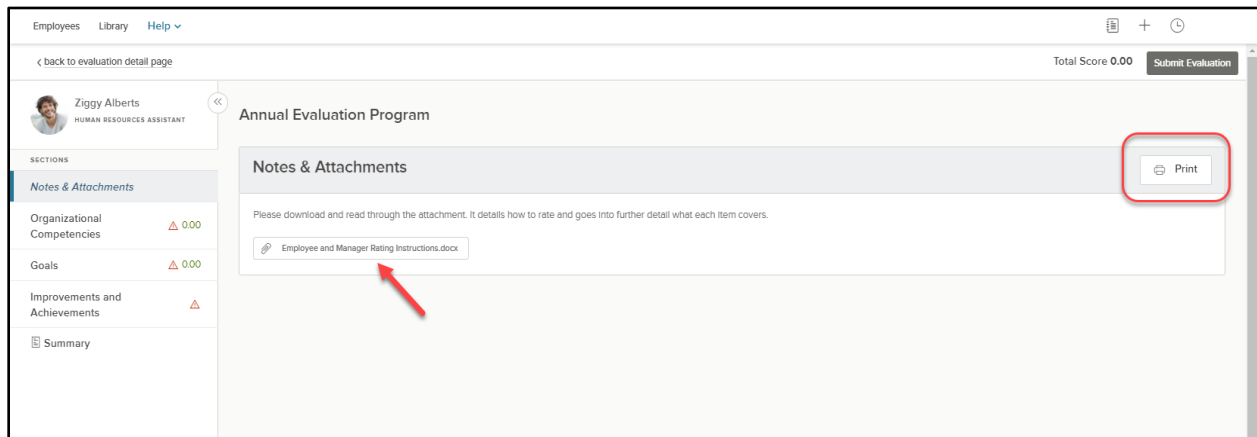 Employees Library Help
back to evaluation detail page
Total Score 0.00 Submit Evaluation
Ziggy Alberts
HUMAN RESOURCES ASSISTANT
SECTIONS
Notes & Attachments
Organizational
Competencies
0.00
Goals 0.00
Improvements and
Achievements
Summary
Annual Evaluation Program
Notes & Attachments
Print
Please download and read through the attachment. It details how to rate and goes into further detail what each item covers.
Employee and Manager Rating Instructions.docx